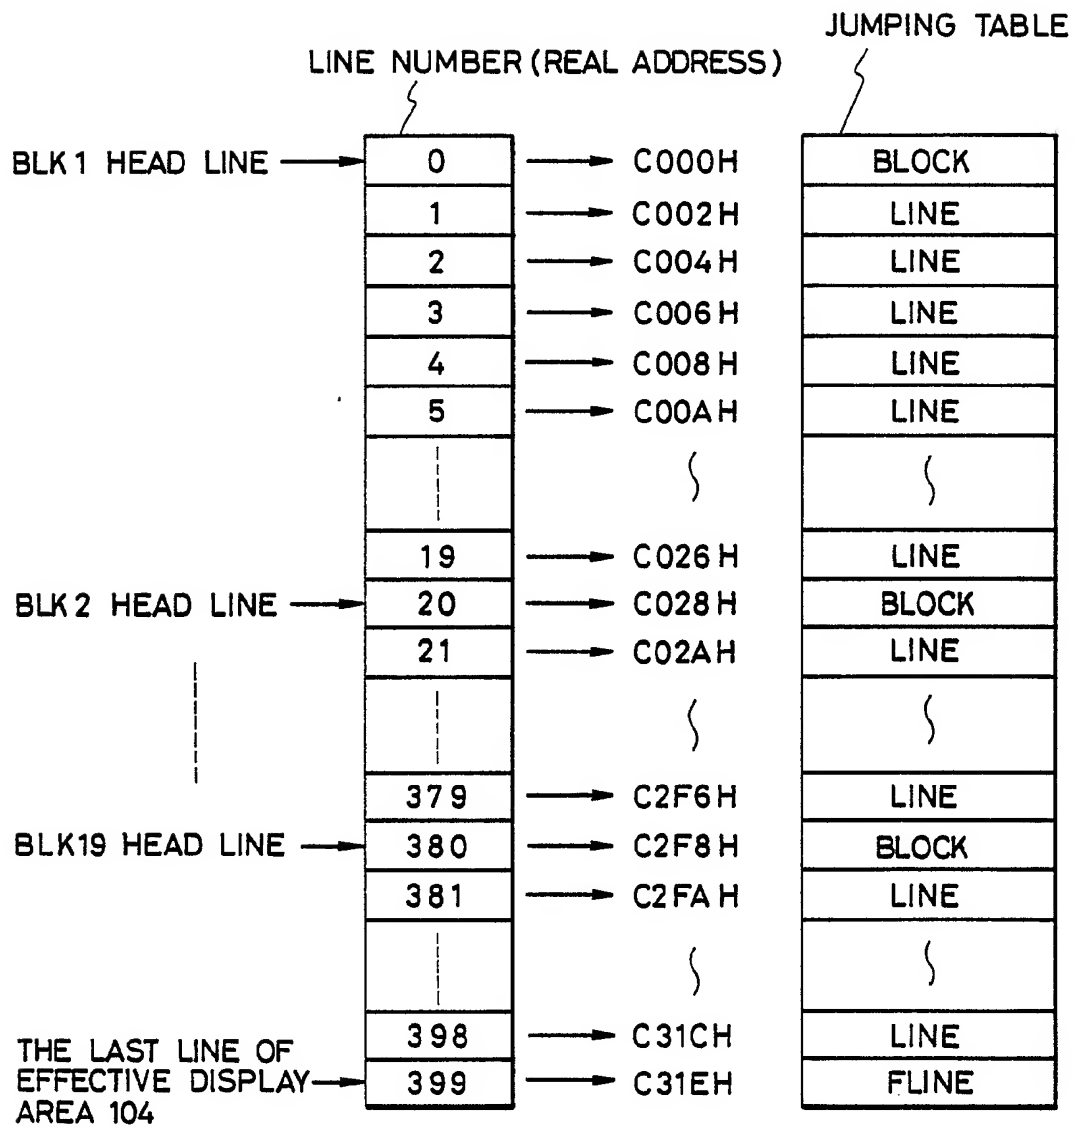 JUMPING TABLE
LINE NUMBER (REAL ADDRESS)
BLK1 HEAD LINE 0 C000H BLOCK
1 C002H LINE
2 C004H LINE
3 C006H LINE
4 C008H LINE
5 C00AH LINE
19 C026H LINE
BLK2 HEAD LINE 20 C028H BLOCK
21 C02AH LINE
379 C2F6H LINE
BLK19 HEAD LINE 380 C2F8H BLOCK
381 C2FAH LINE
398 C31CH LINE
THE LAST LINE OF
EFFECTIVE DISPLAY 399 C31EH FLINE
AREA 104